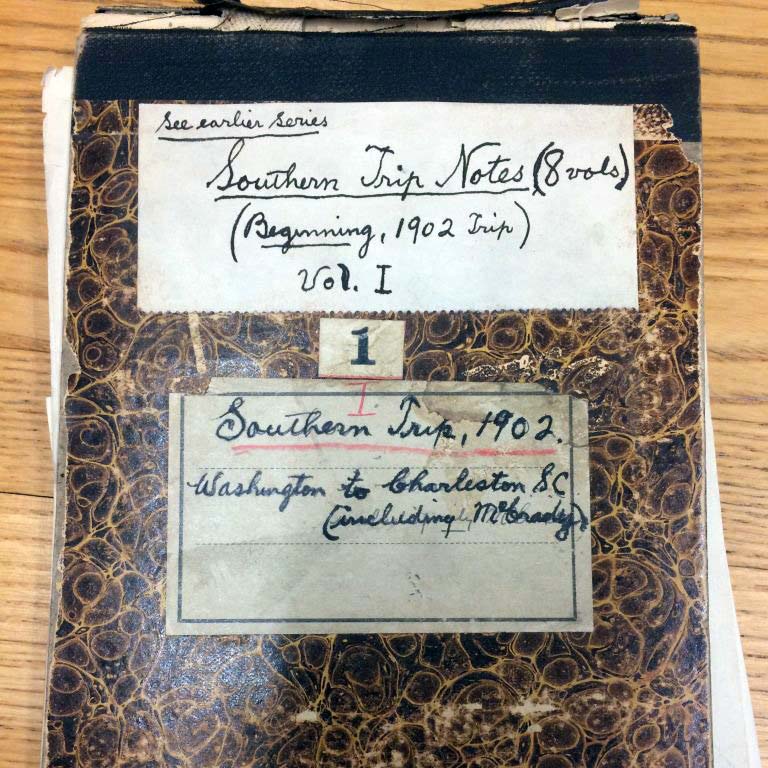 See earlier series
Southern Trip Notes (8 vols)
(Beginning, 1902 Trip)
Vol. I
1
I
Southern Trip, 1902.
Washington to Charleston SC
(including McCrady)